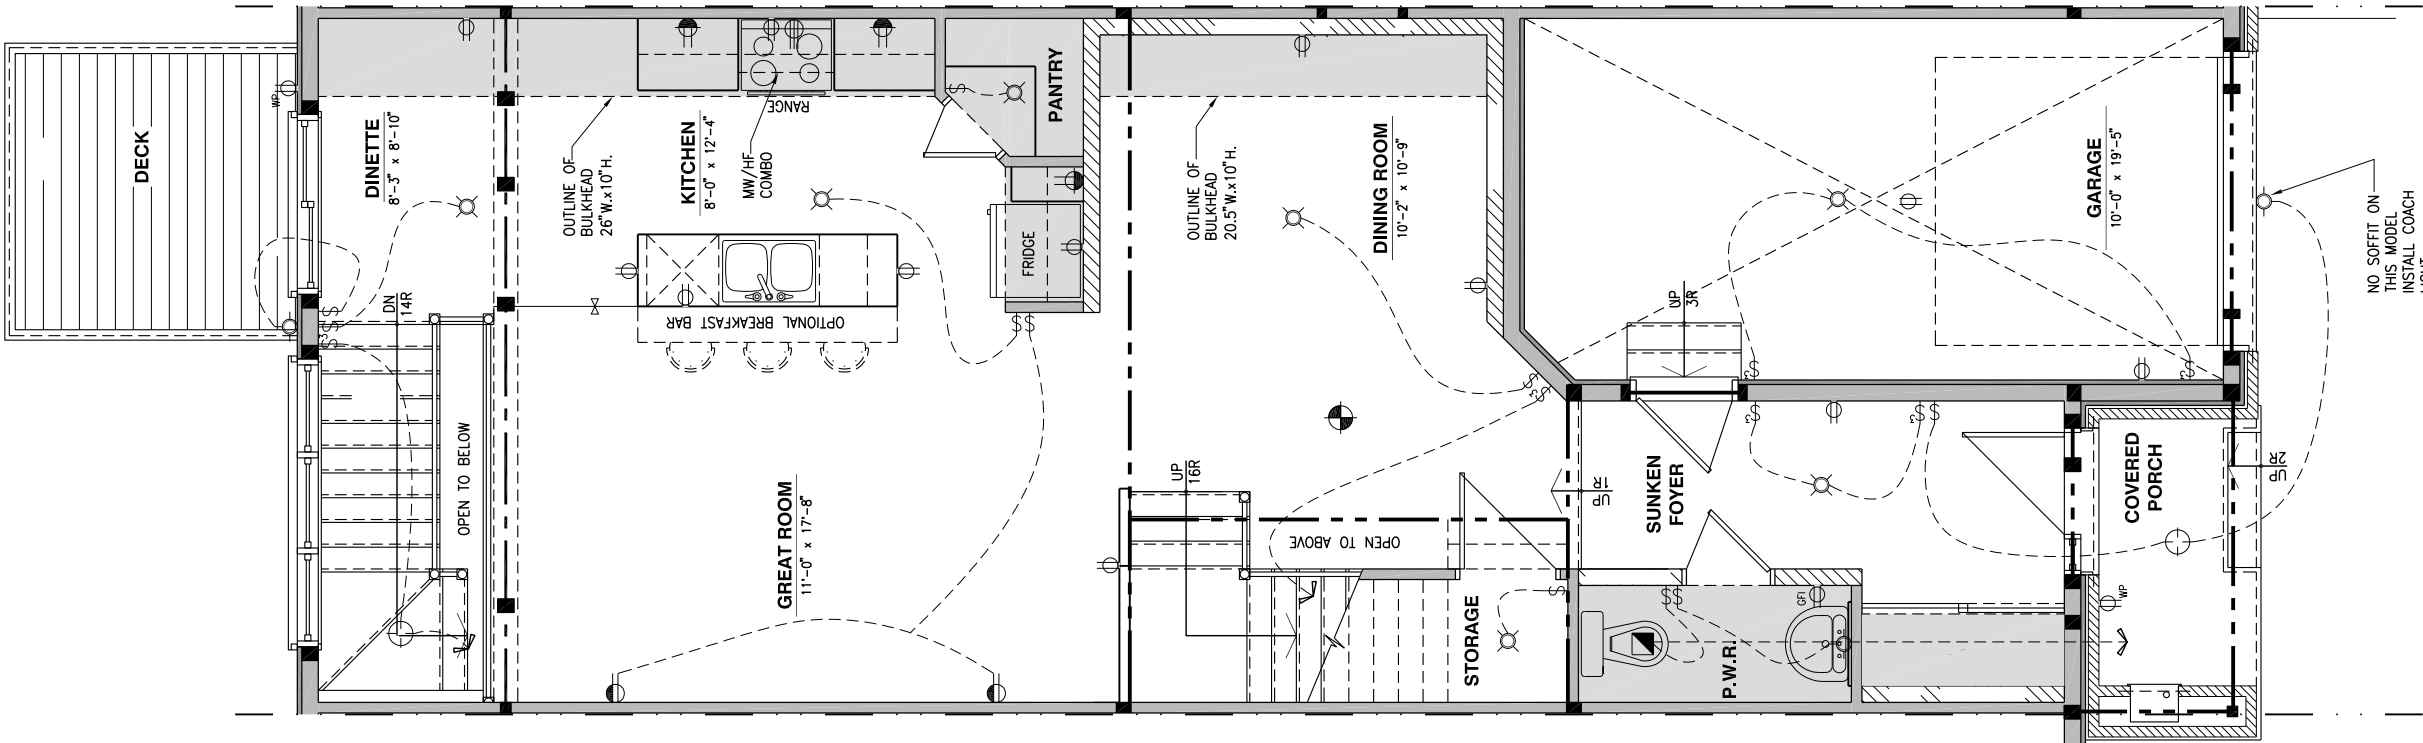 DECK
WP
DINETTE
8'-3" x 8'-10"
DN
14R
OPEN TO BELOW
OUTLINE OF
BULKHEAD
26"W.x10"H.
KITCHEN
8'-0" x 12'-4"
MW/HF
COMBO
RANGE
OPTIONAL BREAKFAST BAR
FRIDGE
PANTRY
GREAT ROOM
11'-0" x 17'-8"
OUTLINE OF
BULKHEAD
20.5"W.x10"H.
DINING ROOM
10'-2" x 10'-9"
UP
16R
OPEN TO ABOVE
STORAGE
UP
1R
SUNKEN
FOYER
P.W.R.
GFI
UP
3R
GARAGE
10'-0" x 19'-5"
COVERED
PORCH
WP
UP
2R
NO SOFFIT ON
THIS MODEL
INSTALL COACH